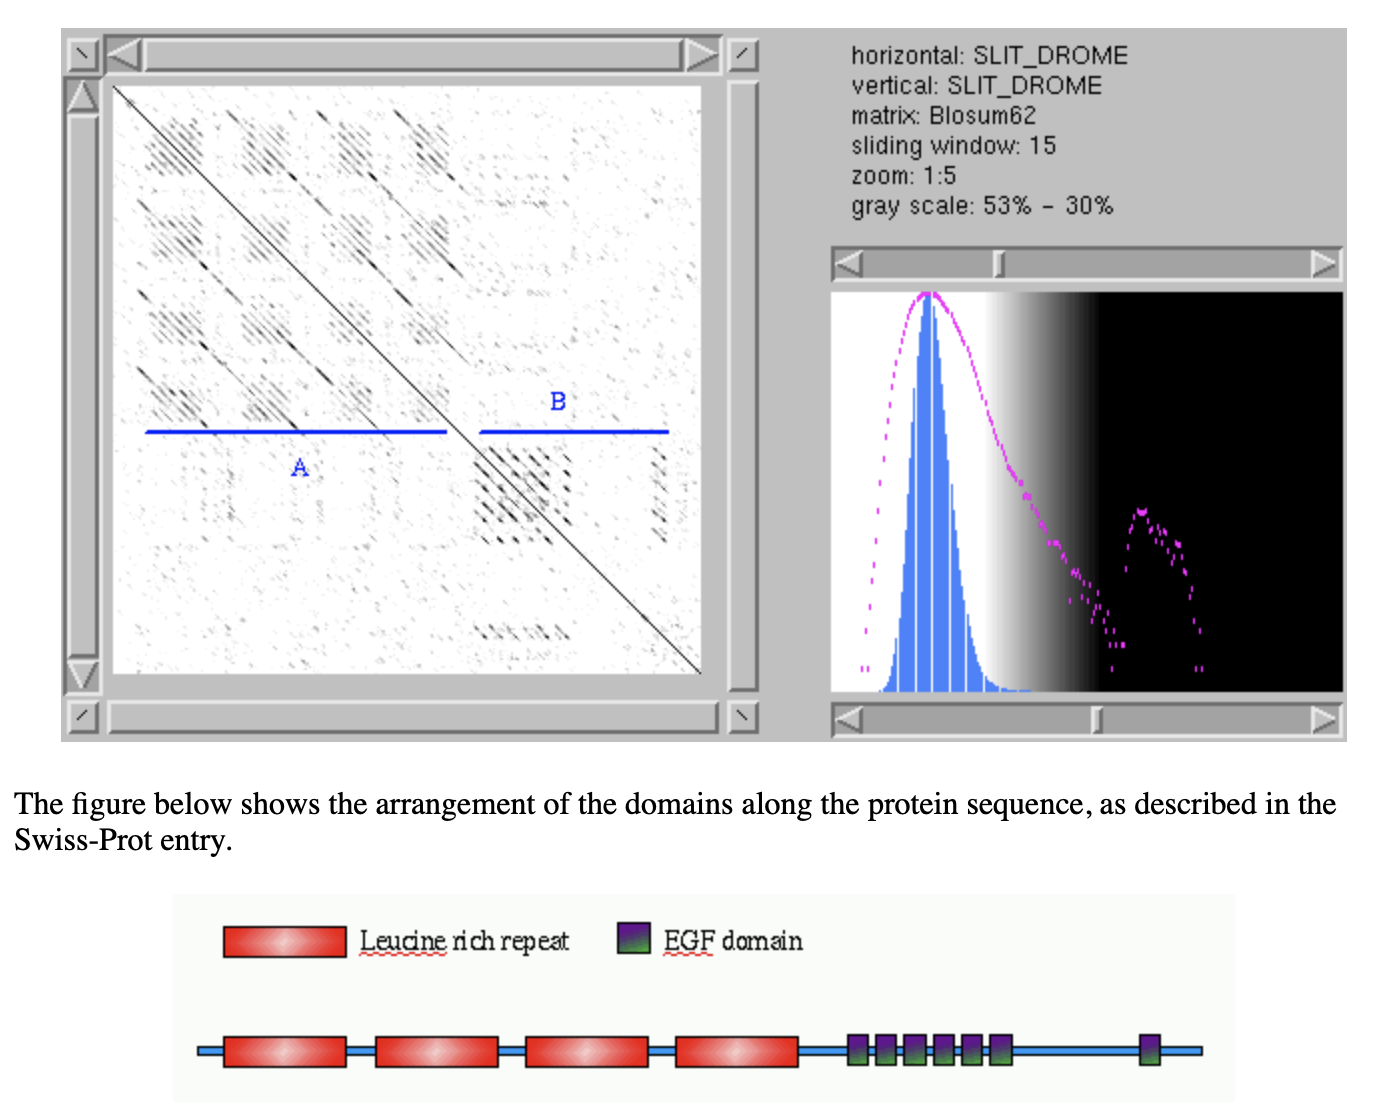 horizontal: SLIT_DROME
vertical: SLIT_DROME
matrix: Blosum62
sliding window: 15
zoom: 1:5
gray scale: 53% - 30%
B
A
The figure below shows the arrangement of the domains along the protein sequence, as described in the
Swiss-Prot entry.
Leucine rich repeat EGF domain